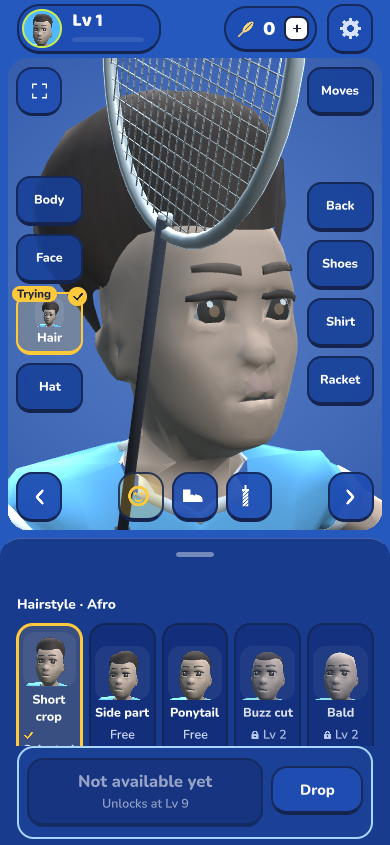 Lv 1
0
+
Moves
Body
Back
Face
Shoes
Trying
Hair
Shirt
Hat
Racket
Hairstyle · Afro
Short crop
Side part
Free
Ponytail
Free
Buzz cut
Lv 2
Bald
Lv 2
Not available yet
Unlocks at Lv 9
Drop